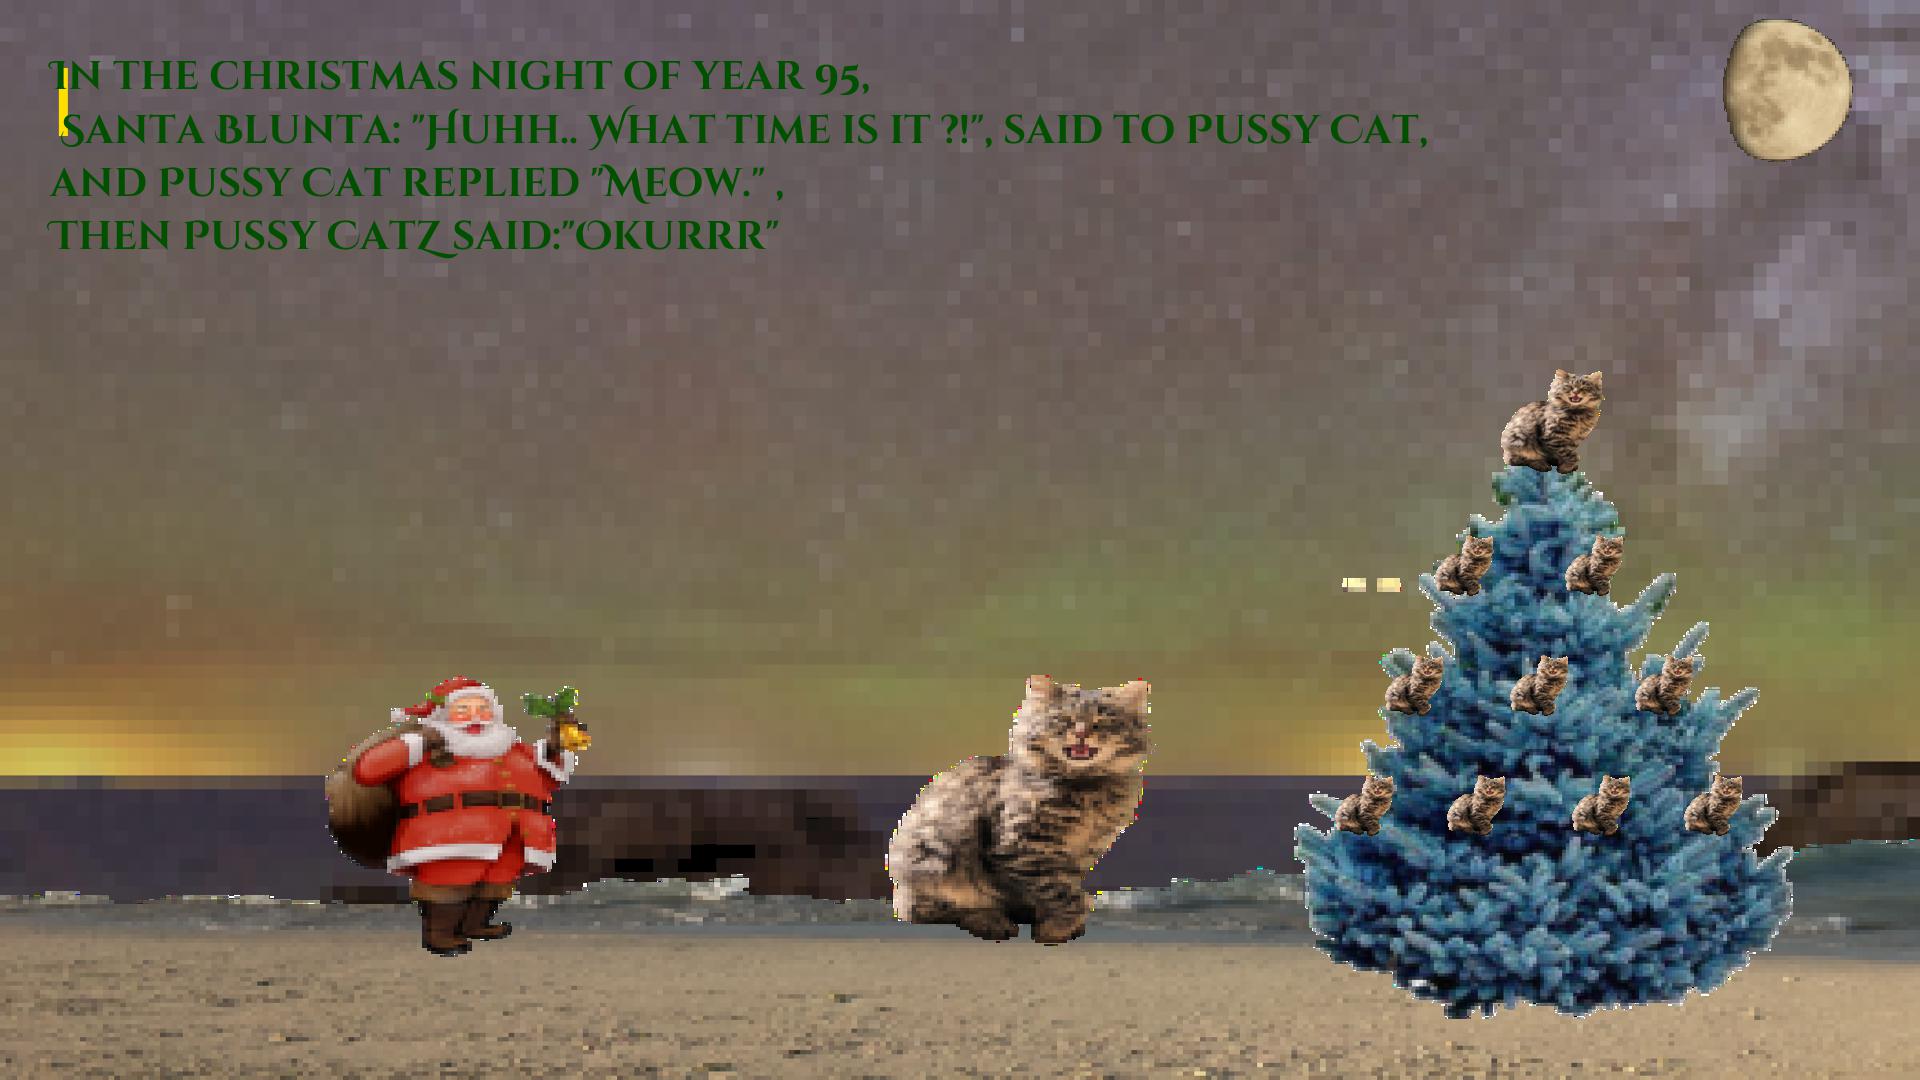 In the Christmas night of year 95,
Santa Blunta: "Huhh.. What time is it ?!", said to Pussy Cat,
and Pussy Cat replied "Meow." ,
Then Pussy CatZ said:"Okurrr"